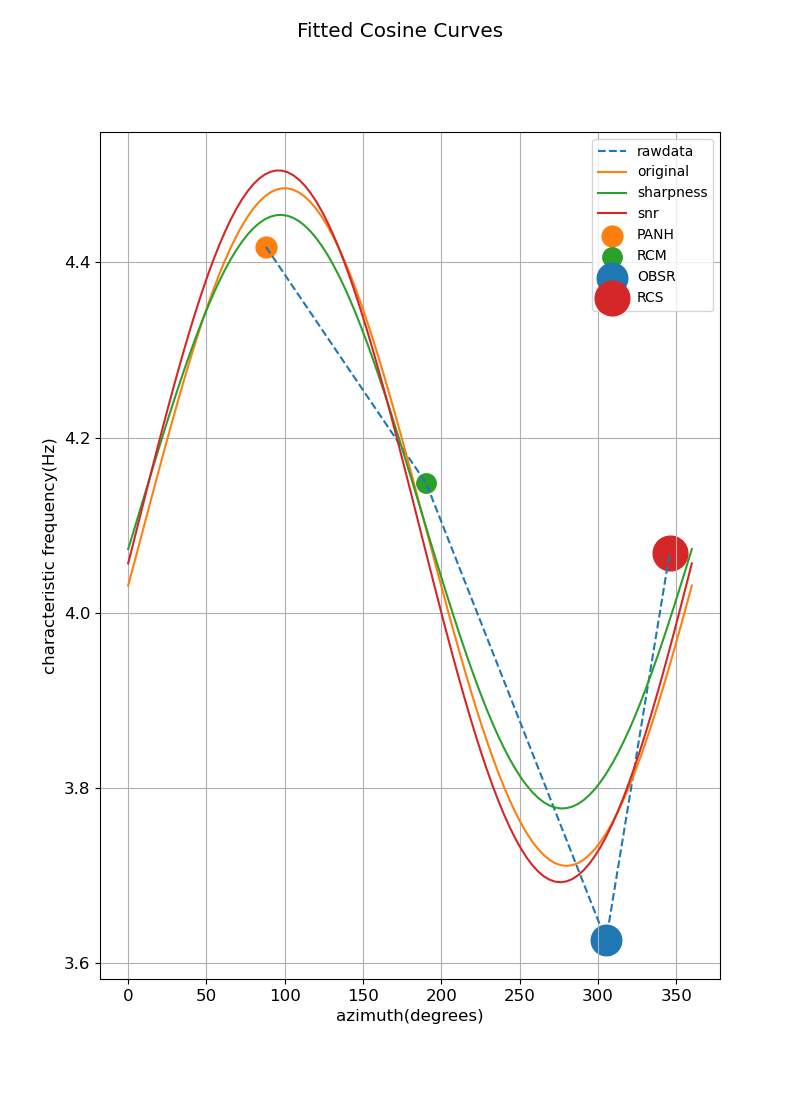 Fitted Cosine Curves
rawdata
original
sharpness
snr
PANH
RCM
OBSR
RCS
4.4
4.2
4.0
3.8
3.6
characteristic frequency(Hz)
0 50 100 150 200 250 300 350
azimuth(degrees)